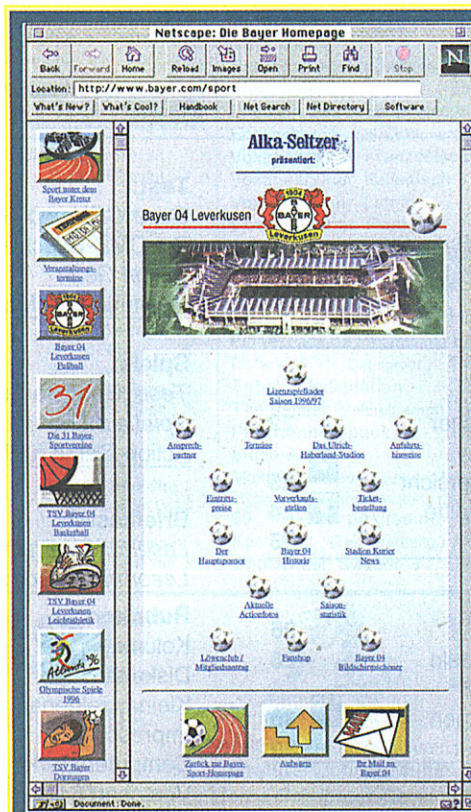 Netscape: Die Bayer Homepage
Back Forward Home Reload Images Open Print Find Stop
N
Location: http://www.bayer.com/sport
What's New? What's Cool? Handbook Net Search Net Directory Software
Sport unter dem
Bayer Kreuz
Veranstaltungs-
termine
Bayer 04
Leverkusen
Fußball
31
Die 31 Bayer-
Sportvereine
TSV Bayer 04
Leverkusen
Basketball
TSV Bayer 04
Leverkusen
Leichtathletik
Atlanta '96
Olympische Spiele
1996
TSV Bayer
Dormagen
Alka-Seltzer
präsentiert:
Bayer 04 Leverkusen
1904
BAYER
Leverkusen
Lizenzspielkader
Saison 1996/97
Ansprech-
partner
Termine
Das Ulrich-
Haberland-Stadion
Anfahrts-
hinweise
Eintritts-
preise
Vorverkaufs-
stellen
Ticket-
bestellung
Der
Hauptsponsor
Bayer 04
Historie
Stadion Kurier
News
Aktuelle
Actionfotos
Saison-
statistik
Löwenclub /
Mitgliedsantrag
Fanshop
Bayer 04
Bildschirmschoner
Zurück zur Bayer-
Sport-Homepage
Aufwärts
Ihr Mail an
Bayer 04
Document: Done.